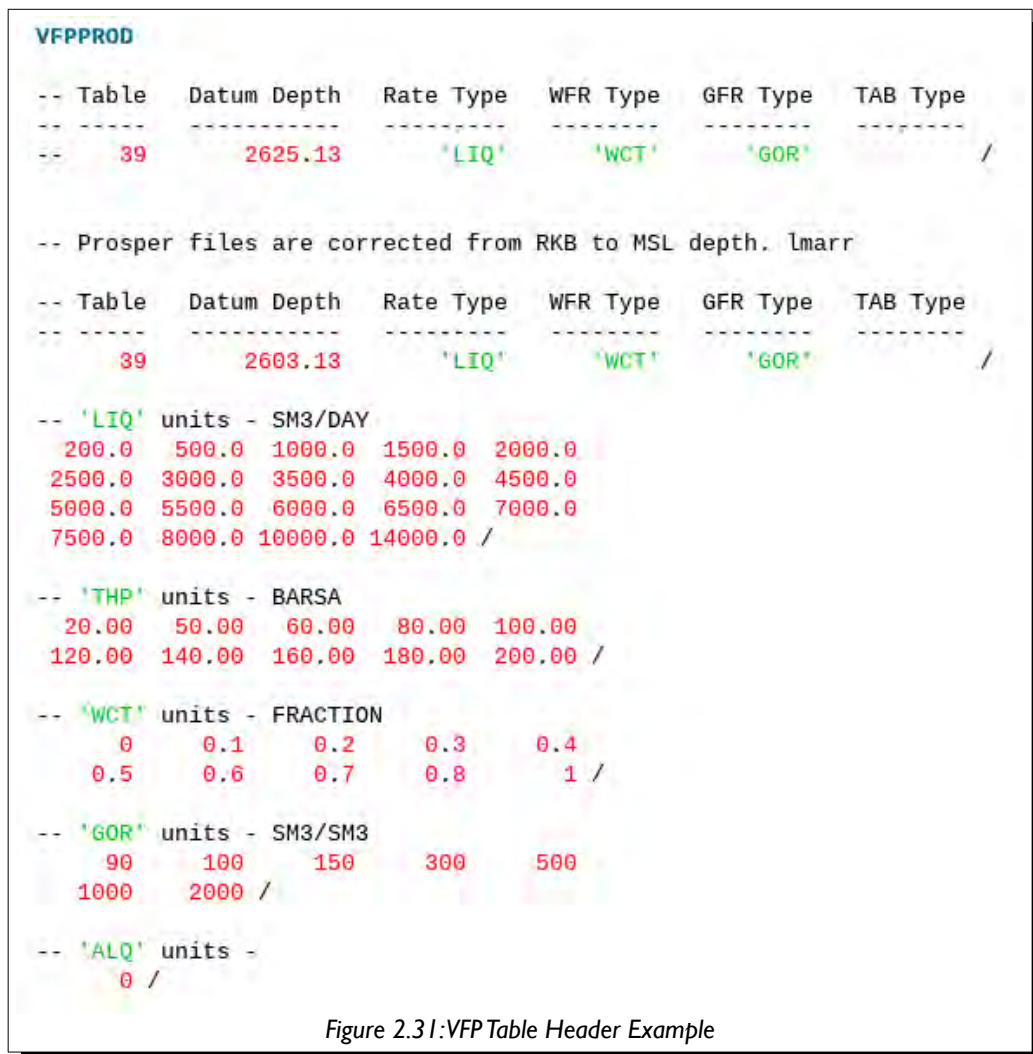 VFPPROD
-- Table Datum Depth Rate Type WFR Type GFR Type TAB Type
-- ----- ----------- --------- -------- -------- --------
-- 39 2625.13 'LIQ' 'WCT' 'GOR' /
-- Prosper files are corrected from RKB to MSL depth. lmarr
-- Table Datum Depth Rate Type WFR Type GFR Type TAB Type
-- ----- ----------- --------- -------- -------- --------
39 2603.13 'LIQ' 'WCT' 'GOR' /
-- 'LIQ' units - SM3/DAY
200.0 500.0 1000.0 1500.0 2000.0
2500.0 3000.0 3500.0 4000.0 4500.0
5000.0 5500.0 6000.0 6500.0 7000.0
7500.0 8000.0 10000.0 14000.0 /
-- 'THP' units - BARSA
20.00 50.00 60.00 80.00 100.00
120.00 140.00 160.00 180.00 200.00 /
-- 'WCT' units - FRACTION
0 0.1 0.2 0.3 0.4
0.5 0.6 0.7 0.8 1 /
-- 'GOR' units - SM3/SM3
90 100 150 300 500
1000 2000 /
-- 'ALQ' units -
0 /
Figure 2.31: VFP Table Header Example